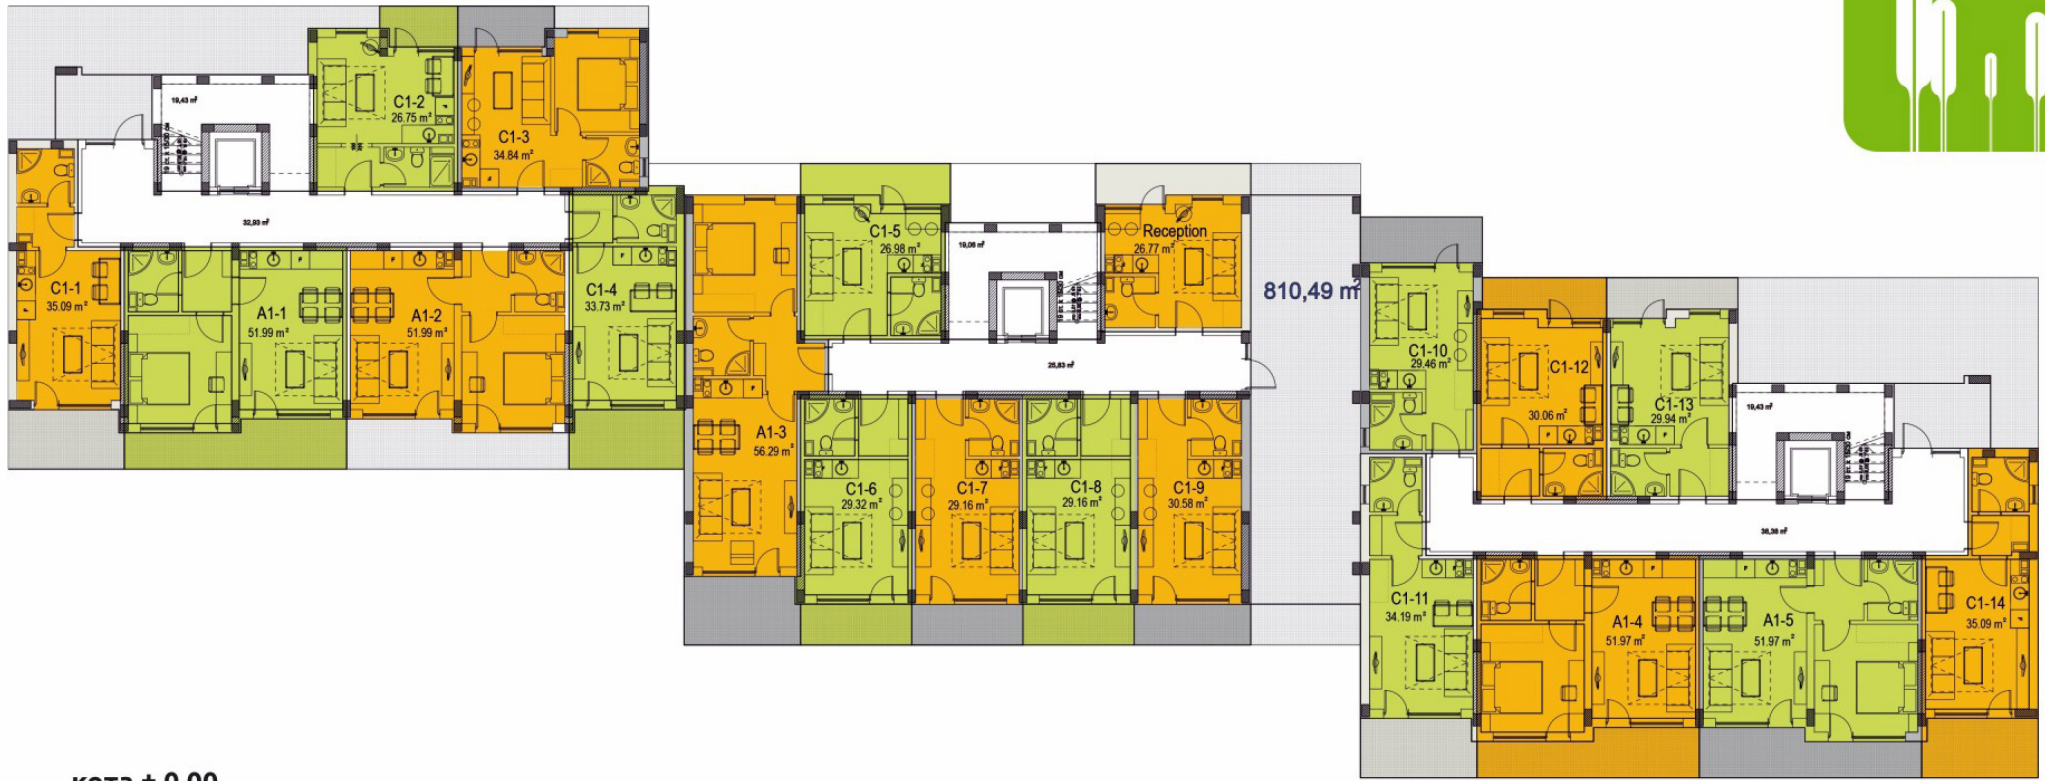 19,43 m²
C1-2
26.75 m²
C1-3
34.84 m²
32,93 m²
C1-1
35.09 m²
A1-1
51.99 m²
A1-2
51.99 m²
C1-4
33.73 m²
C1-5
26.98 m²
19,06 m²
Reception
26.77 m²
810,49 m²
25,83 m²
A1-3
56.29 m²
C1-6
29.32 m²
C1-7
29.16 m²
C1-8
29.16 m²
C1-9
30.58 m²
C1-10
29.46 m²
C1-12
30.06 m²
C1-13
29.94 m²
19,43 m²
38,38 m²
C1-11
34.19 m²
A1-4
51.97 m²
A1-5
51.97 m²
C1-14
35.09 m²
кота ± 0.00